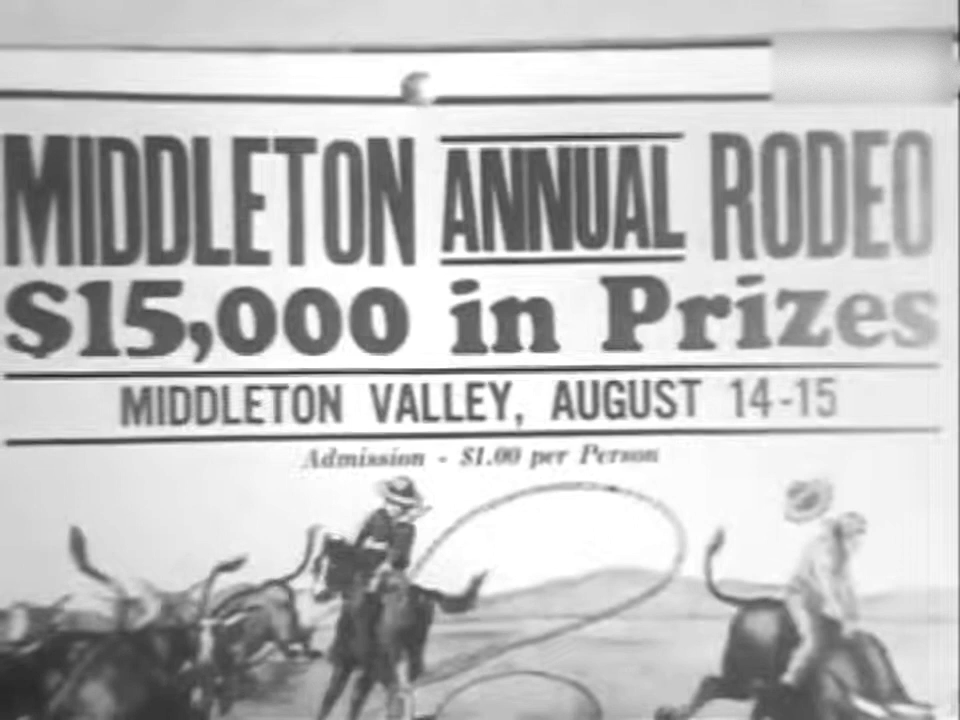 MIDDLETON ANNUAL RODEO
$15,000 in Prizes
MIDDLETON VALLEY, AUGUST 14-15
Admission - $1.00 per Person